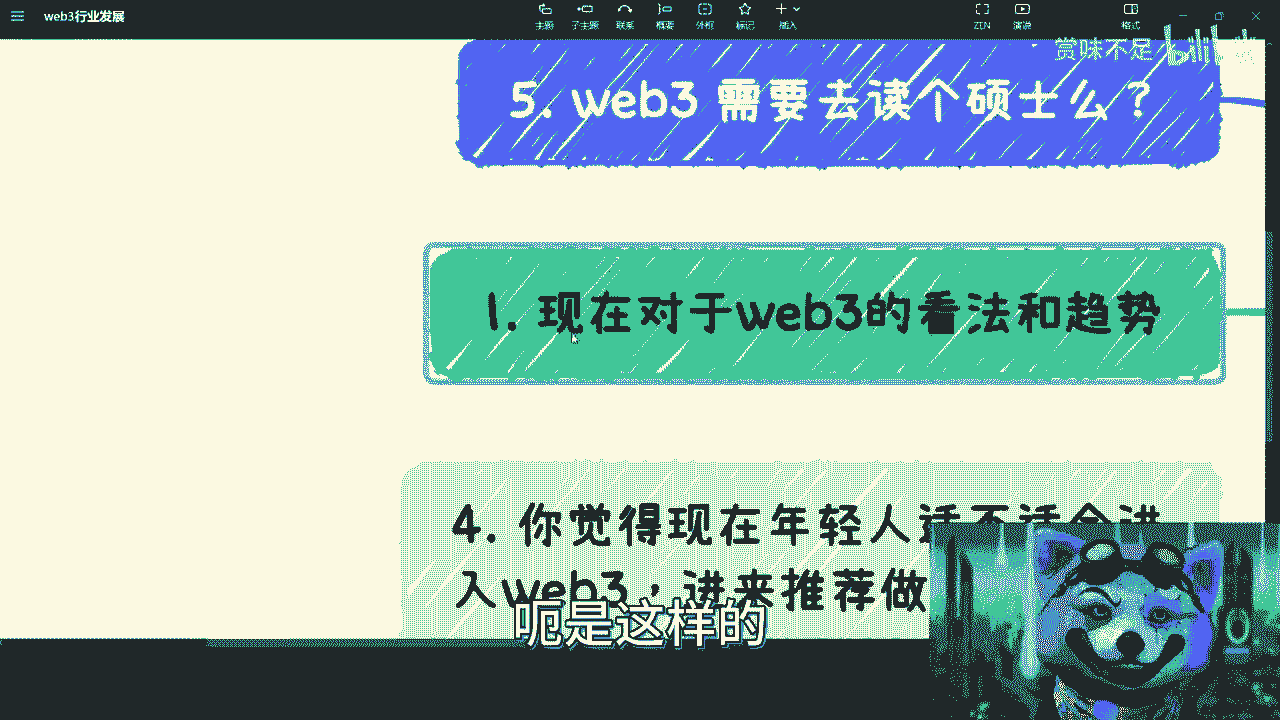 web3行业发展
主题 子主题 联系 概要 外框 标记 插入 ZEN 演说 格式
赏味不足 bilibili
5. web3 需要去读个硕士么？
1. 现在对于web3的看法和趋势
4. 你觉得现在年轻人适不适合进
入web3，进来推荐做
呃是这样的